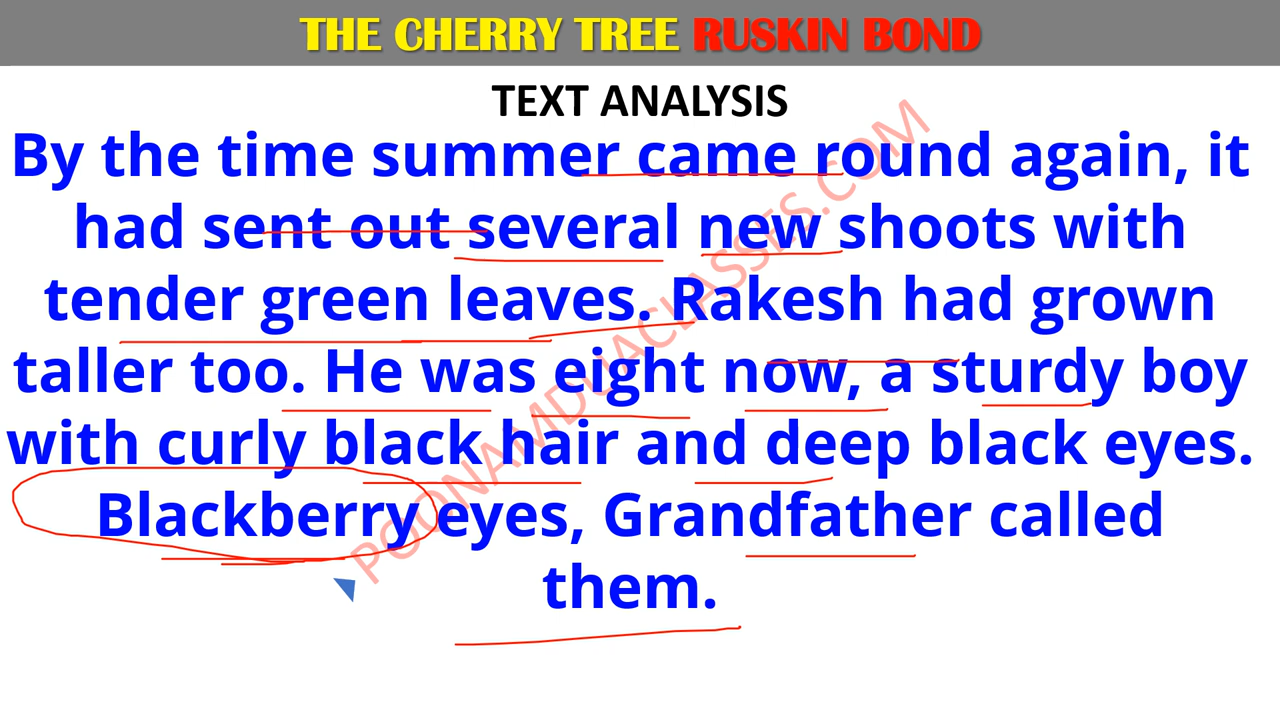 THE CHERRY TREE RUSKIN BOND
TEXT ANALYSIS
By the time summer came round again, it
had sent out several new shoots with
tender green leaves. Rakesh had grown
taller too. He was eight now, a sturdy boy
with curly black hair and deep black eyes.
Blackberry eyes, Grandfather called
them.
POONAMDUACLASSES.COM